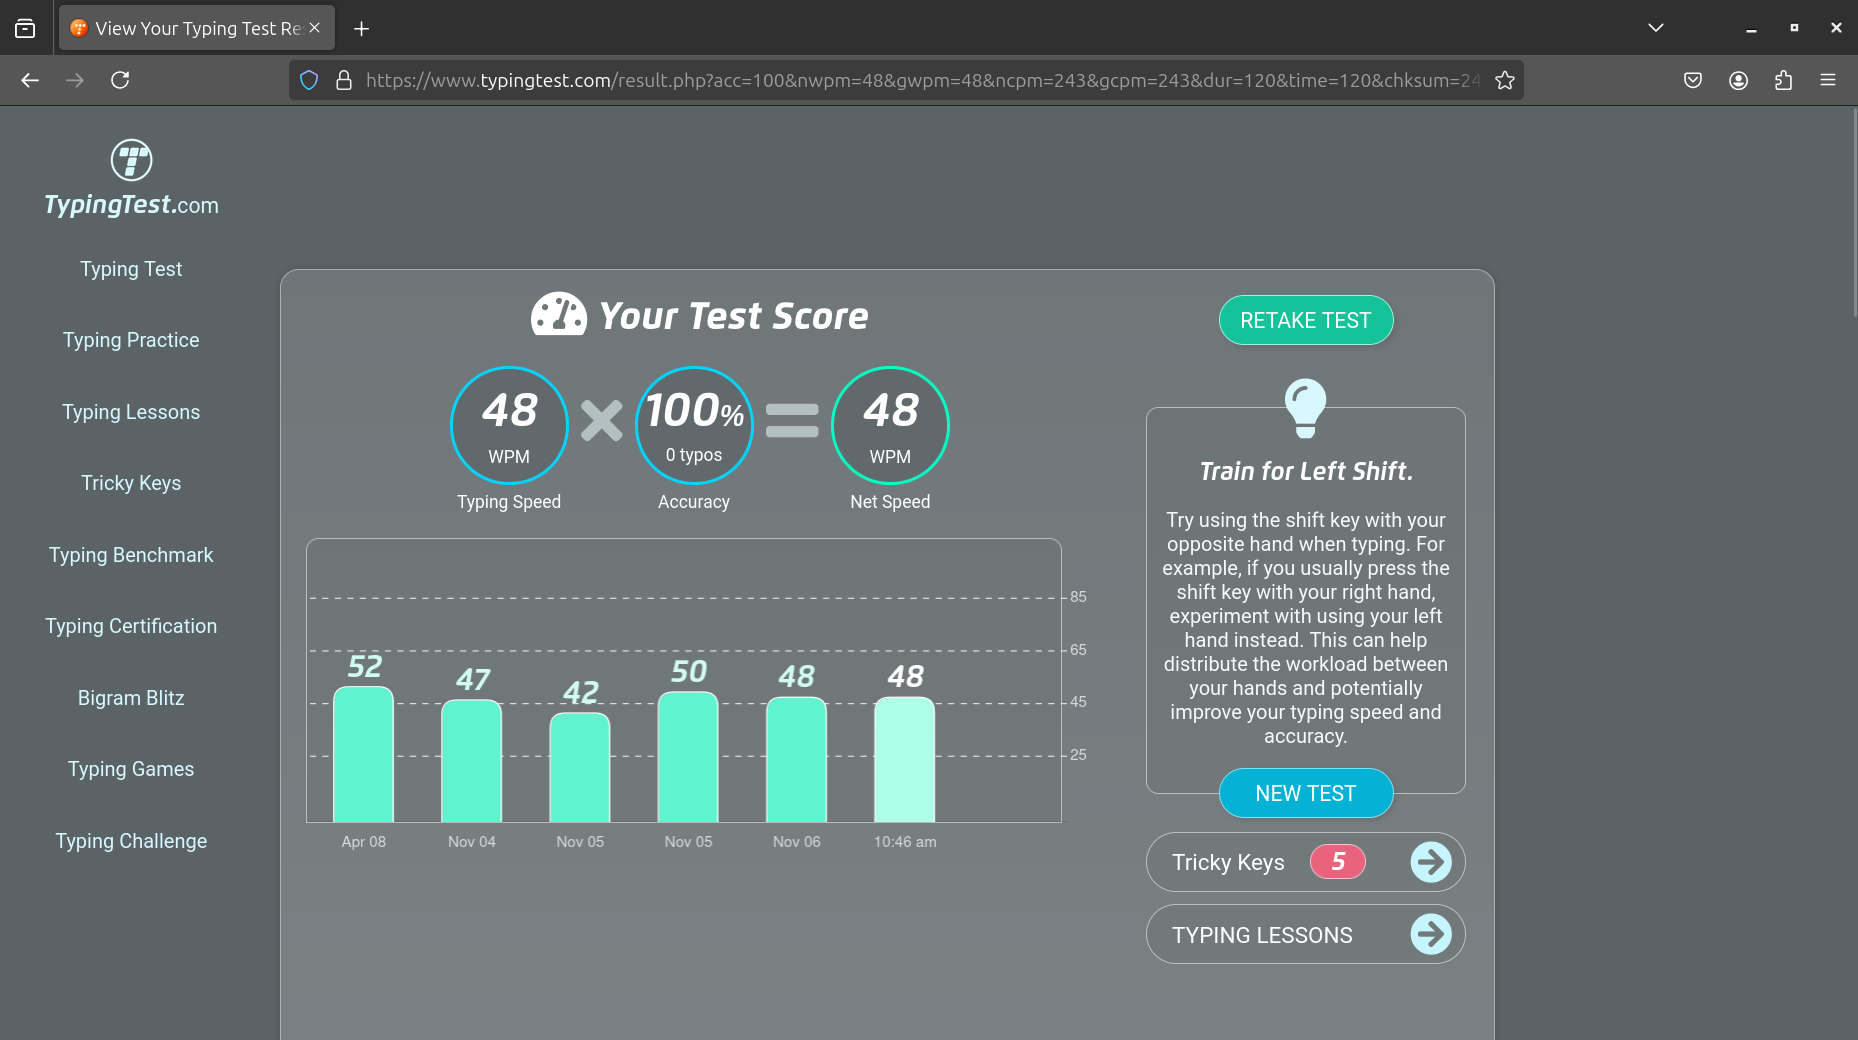 View Your Typing Test Re
https://www.typingtest.com/result.php?acc=100&nwpm=48&gwpm=48&ncpm=243&gcpm=243&dur=120&time=120&chksum=24
TypingTest.com
Typing Test
Typing Practice
Typing Lessons
Tricky Keys
Typing Benchmark
Typing Certification
Bigram Blitz
Typing Games
Typing Challenge
Your Test Score
48
WPM
Typing Speed
100%
0 typos
Accuracy
48
WPM
Net Speed
85
65
45
25
52
47
42
50
48
48
Apr 08
Nov 04
Nov 05
Nov 05
Nov 06
10:46 am
RETAKE TEST
Train for Left Shift.
Try using the shift key with your
opposite hand when typing. For
example, if you usually press the
shift key with your right hand,
experiment with using your left
hand instead. This can help
distribute the workload between
your hands and potentially
improve your typing speed and
accuracy.
NEW TEST
Tricky Keys 5
TYPING LESSONS